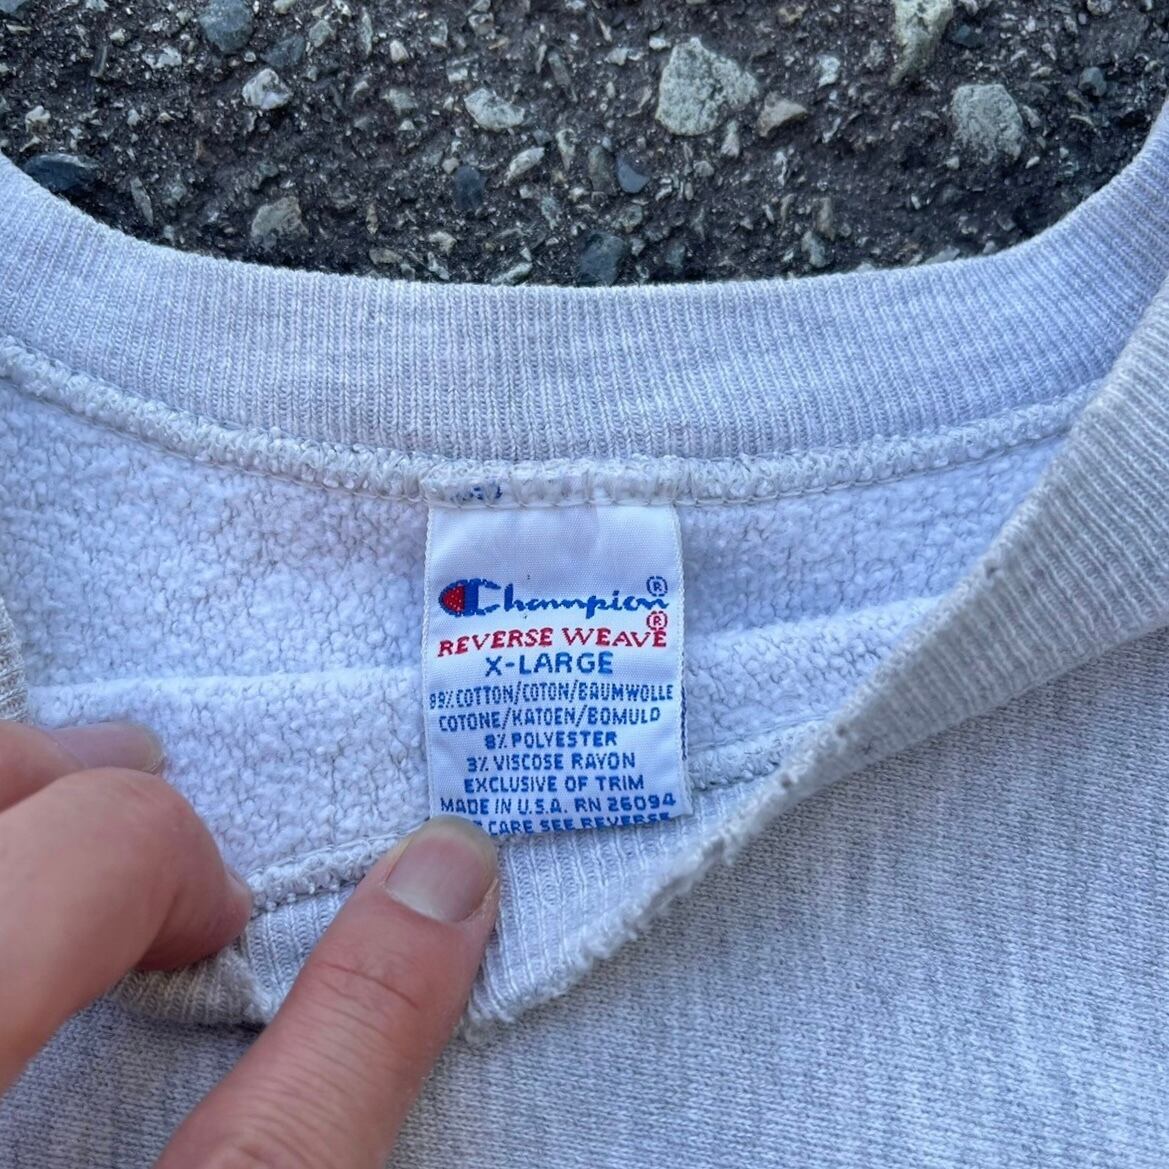 Champion®
REVERSE WEAVE®
X-LARGE
89% COTTON/COTON/BAUMWOLLE
COTONE/KATOEN/BOMULD
8% POLYESTER
3% VISCOSE RAYON
EXCLUSIVE OF TRIM
MADE IN U.S.A. RN 26094
CARE SEE REVERSE